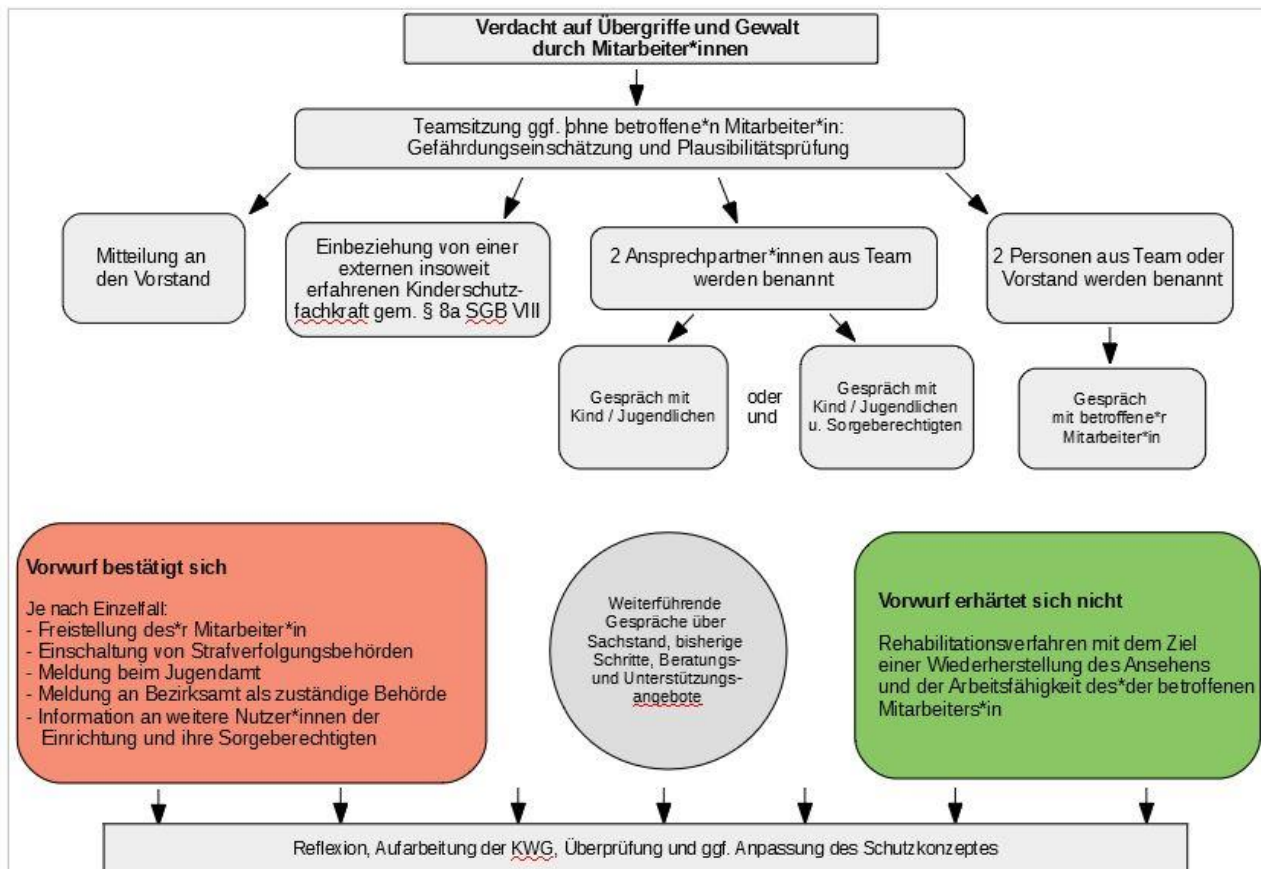 Verdacht auf Übergriffe und Gewalt
durch Mitarbeiter*innen
Teamsitzung ggf. ohne betroffene*n Mitarbeiter*in:
Gefährdungseinschätzung und Plausibilitätsprüfung
Mitteilung an
den Vorstand
Einbeziehung von einer
externen insoweit
erfahrenen Kinderschutz-
fachkraft gem. § 8a SGB VIII
2 Ansprechpartner*innen aus Team
werden benannt
2 Personen aus Team oder
Vorstand werden benannt
Gespräch mit
Kind / Jugendlichen
oder
und
Gespräch mit
Kind / Jugendlichen
u. Sorgeberechtigten
Gespräch
mit betroffene*r
Mitarbeiter*in
Vorwurf bestätigt sich
Je nach Einzelfall:
- Freistellung des*r Mitarbeiter*in
- Einschaltung von Strafverfolgungsbehörden
- Meldung beim Jugendamt
- Meldung an Bezirksamt als zuständige Behörde
- Information an weitere Nutzer*innen der
Einrichtung und ihre Sorgeberechtigten
Weiterführende
Gespräche über
Sachstand, bisherige
Schritte, Beratungs-
und Unterstützungs-
angebote
Vorwurf erhärtet sich nicht
Rehabilitationsverfahren mit dem Ziel
einer Wiederherstellung des Ansehens
und der Arbeitsfähigkeit des*der betroffenen
Mitarbeiters*in
Reflexion, Aufarbeitung der KWG, Überprüfung und ggf. Anpassung des Schutzkonzeptes